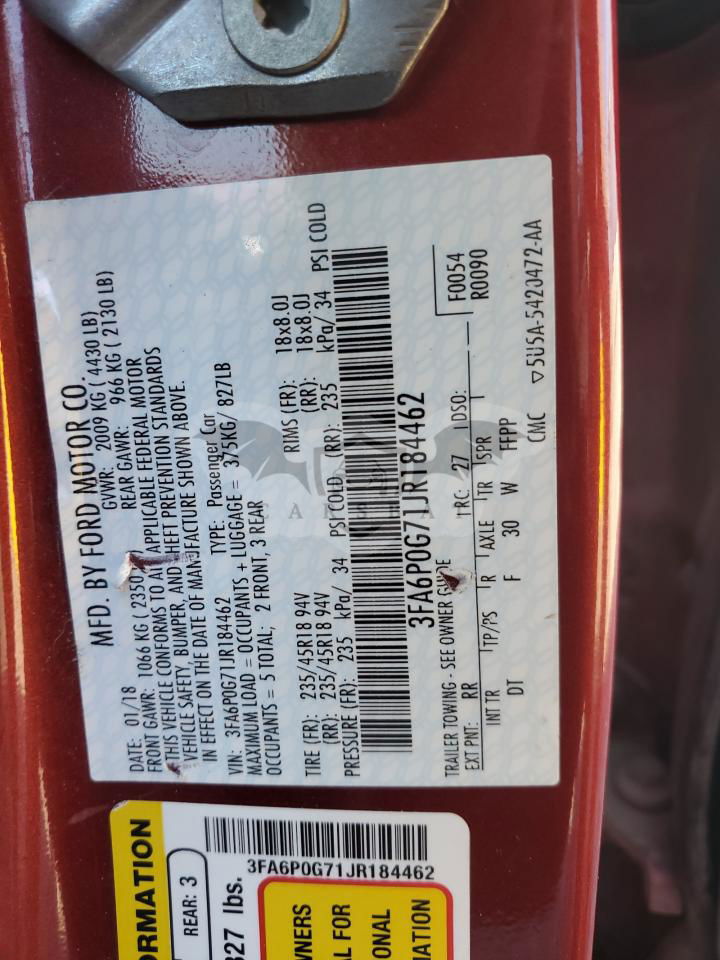 MFD. BY FORD MOTOR CO.
DATE: 01/18 GVWR: 2009 KG ( 4430 LB)
FRONT GAWR: 1066 KG ( 2350 REAR GAWR: 966 KG ( 2130 LB)
THIS VEHICLE CONFORMS TO APPLICABLE FEDERAL MOTOR
VEHICLE SAFETY, BUMPER, AND THEFT PREVENTION STANDARDS
IN EFFECT ON THE DATE OF MANUFACTURE SHOWN ABOVE.
VIN: 3FA6P0G71JR184462 TYPE: Passenger Car
MAXIMUM LOAD = OCCUPANTS + LUGGAGE = 375KG/ 827LB
OCCUPANTS = 5 TOTAL; 2 FRONT, 3 REAR
TIRE (FR): 235/45R18 94V RIMS (FR): 18x8.0J
(RR): 235/45R18 94V (RR): 18x8.0J
PRESSURE (FR): 235 kPa/ 34 PSI COLD (RR): 235 kPa/ 34 PSI COLD
3FA6P0G71JR184462
TRAILER TOWING - SEE OWNER GUIDE F0054
EXT PNT: RR RC: 27 DSO: R0090
INT TR TP/PS R AXLE TR SPR
DT F 30 W FFPP
CMC ▽5U5A-5420472-AA
ORMATION
REAR: 3
827 lbs.
3FA6P0G71JR184462
WNERS
AL FOR
ONAL
MATION